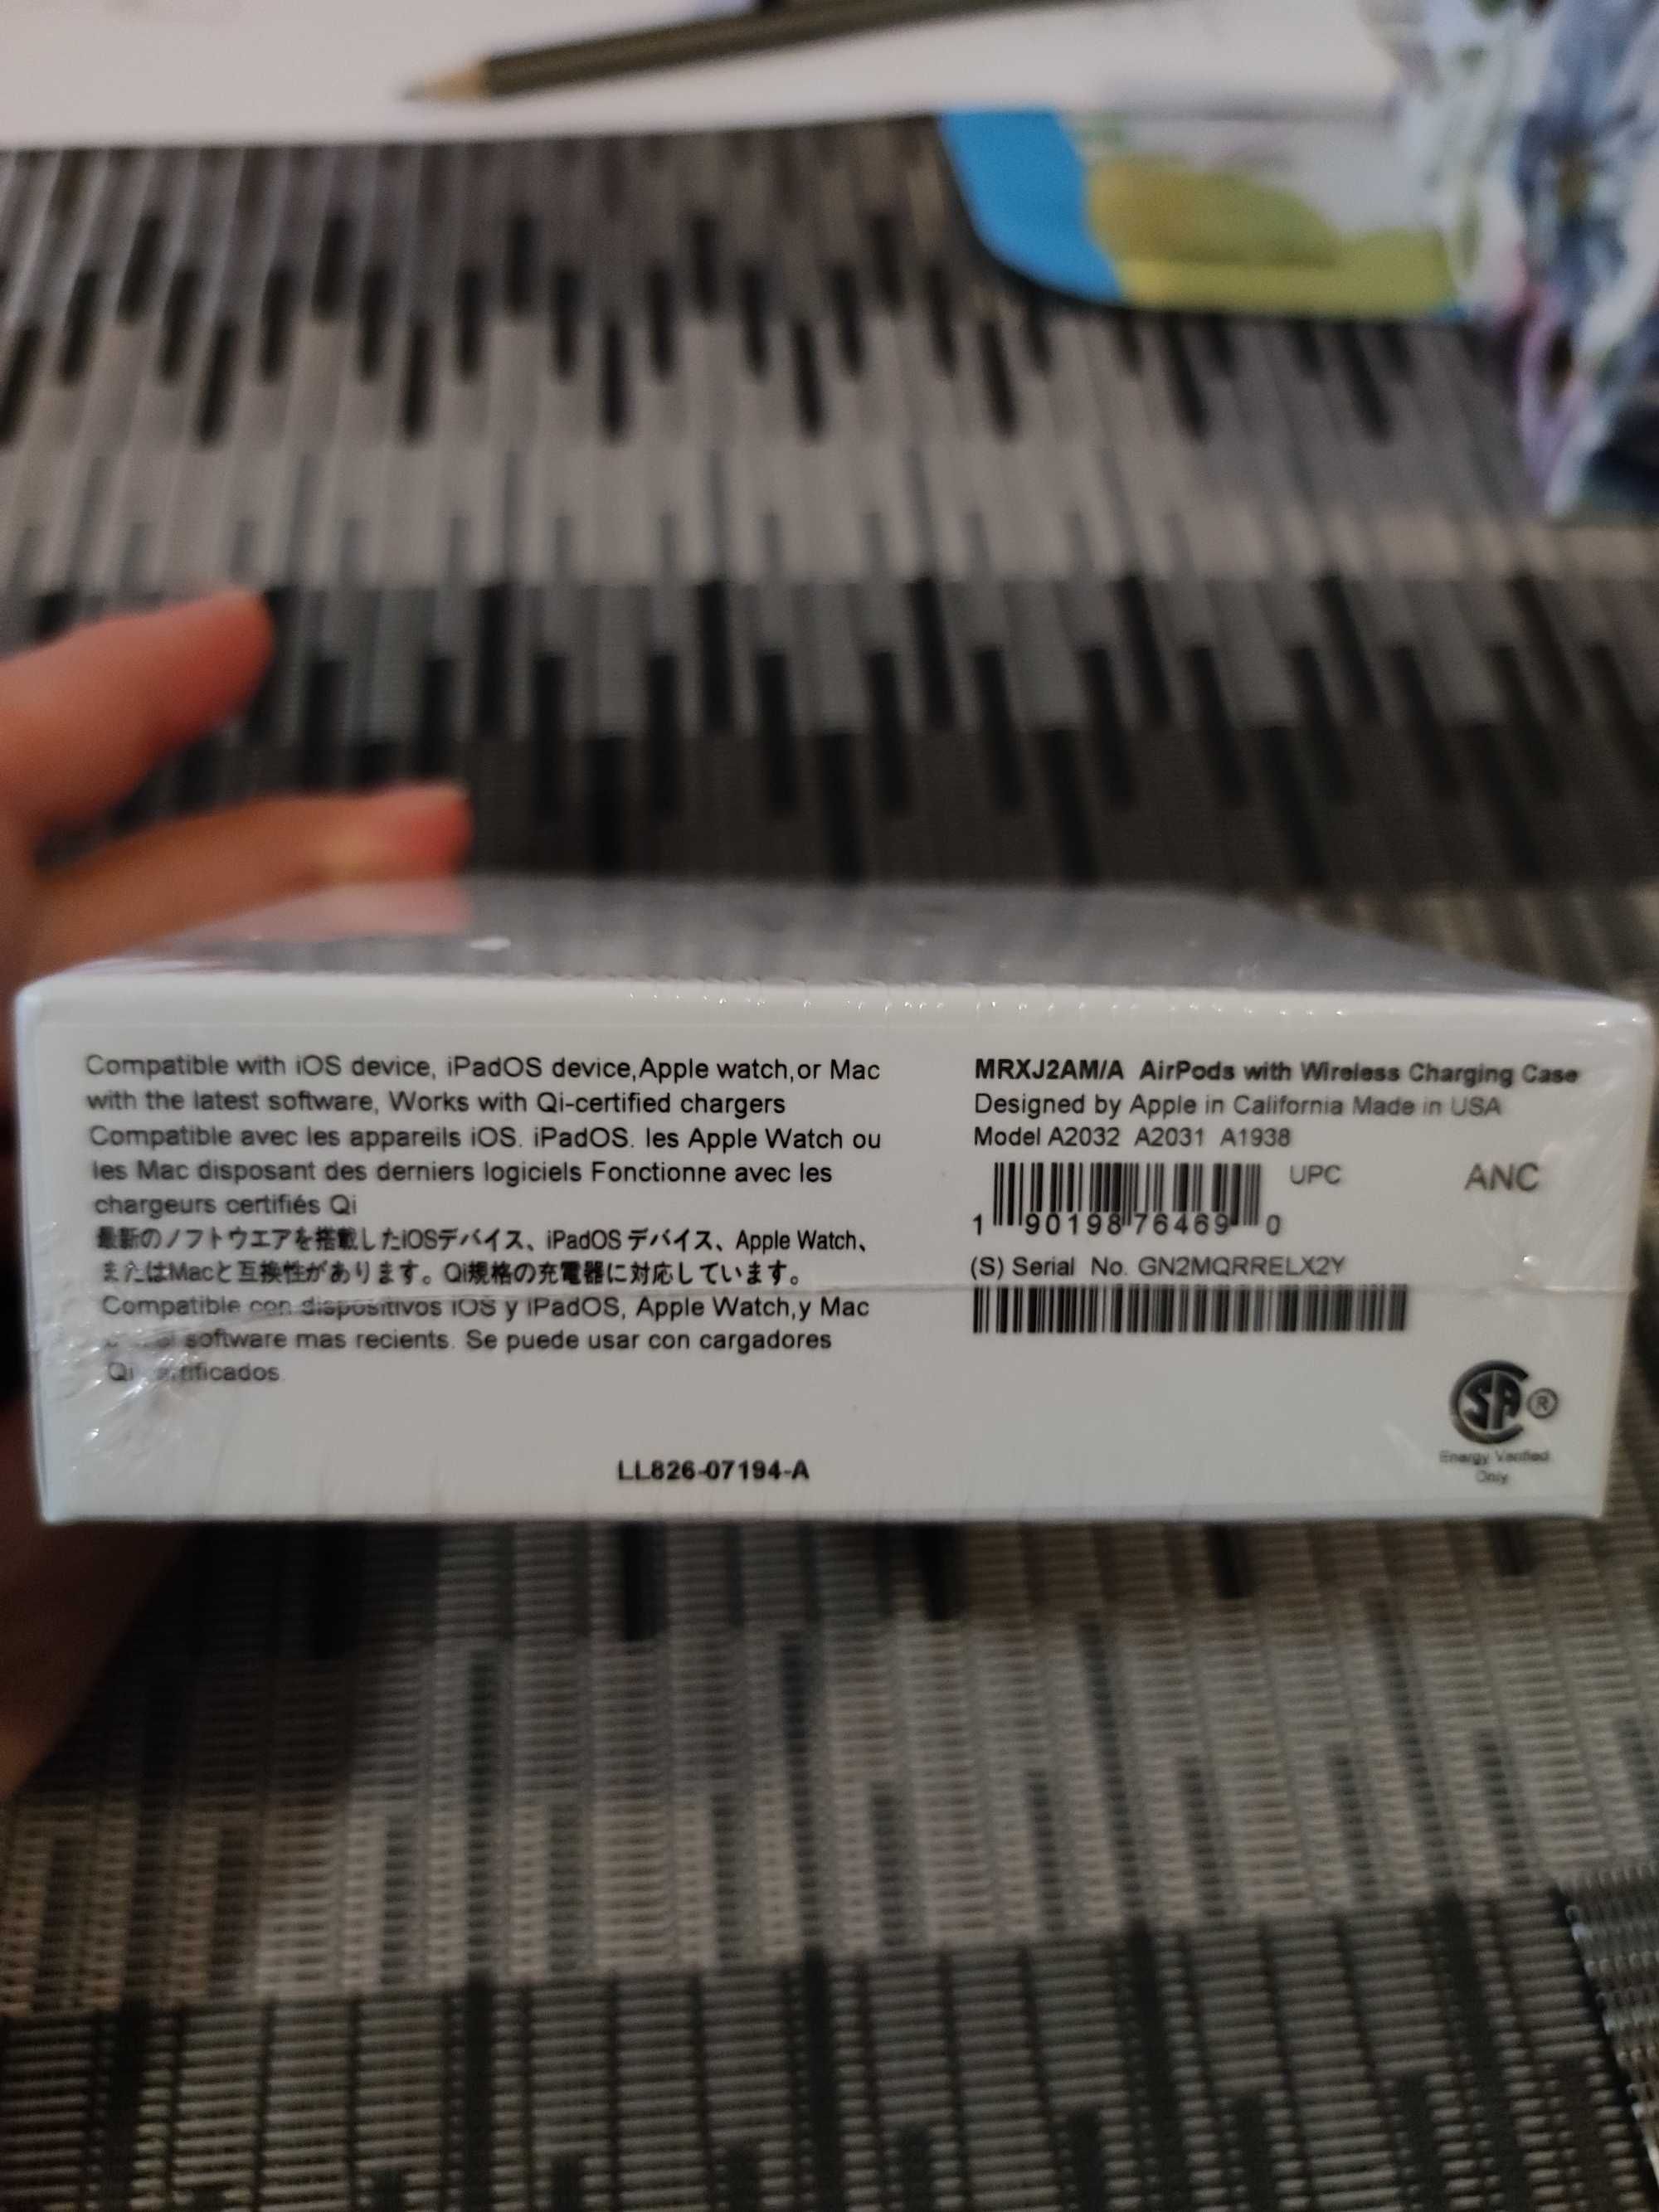 Compatible with iOS device, iPadOS device,Apple watch,or Mac
with the latest software, Works with Qi-certified chargers
Compatible avec les appareils iOS. iPadOS. les Apple Watch ou
les Mac disposant des derniers logiciels Fonctionne avec les
chargeurs certifiés Qi
最新のノフトウエアを搭載したiOSデバイス、iPadOS デバイス、Apple Watch、
またはMacと互換性があります。Qi規格の充電器に対応しています。
Compatible con dispositivos iOS y iPadOS, Apple Watch,y Mac
software mas recients. Se puede usar con cargadores
Qi
LL826-07194-A
MRXJ2AM/A AirPods with Wireless Charging Case
Designed by Apple in California Made in USA
Model A2032 A2031 A1938
UPC ANC
1 90198 76469 0
(S) Serial No. GN2MQRRELX2Y
SA ®
Energy Verified
Only